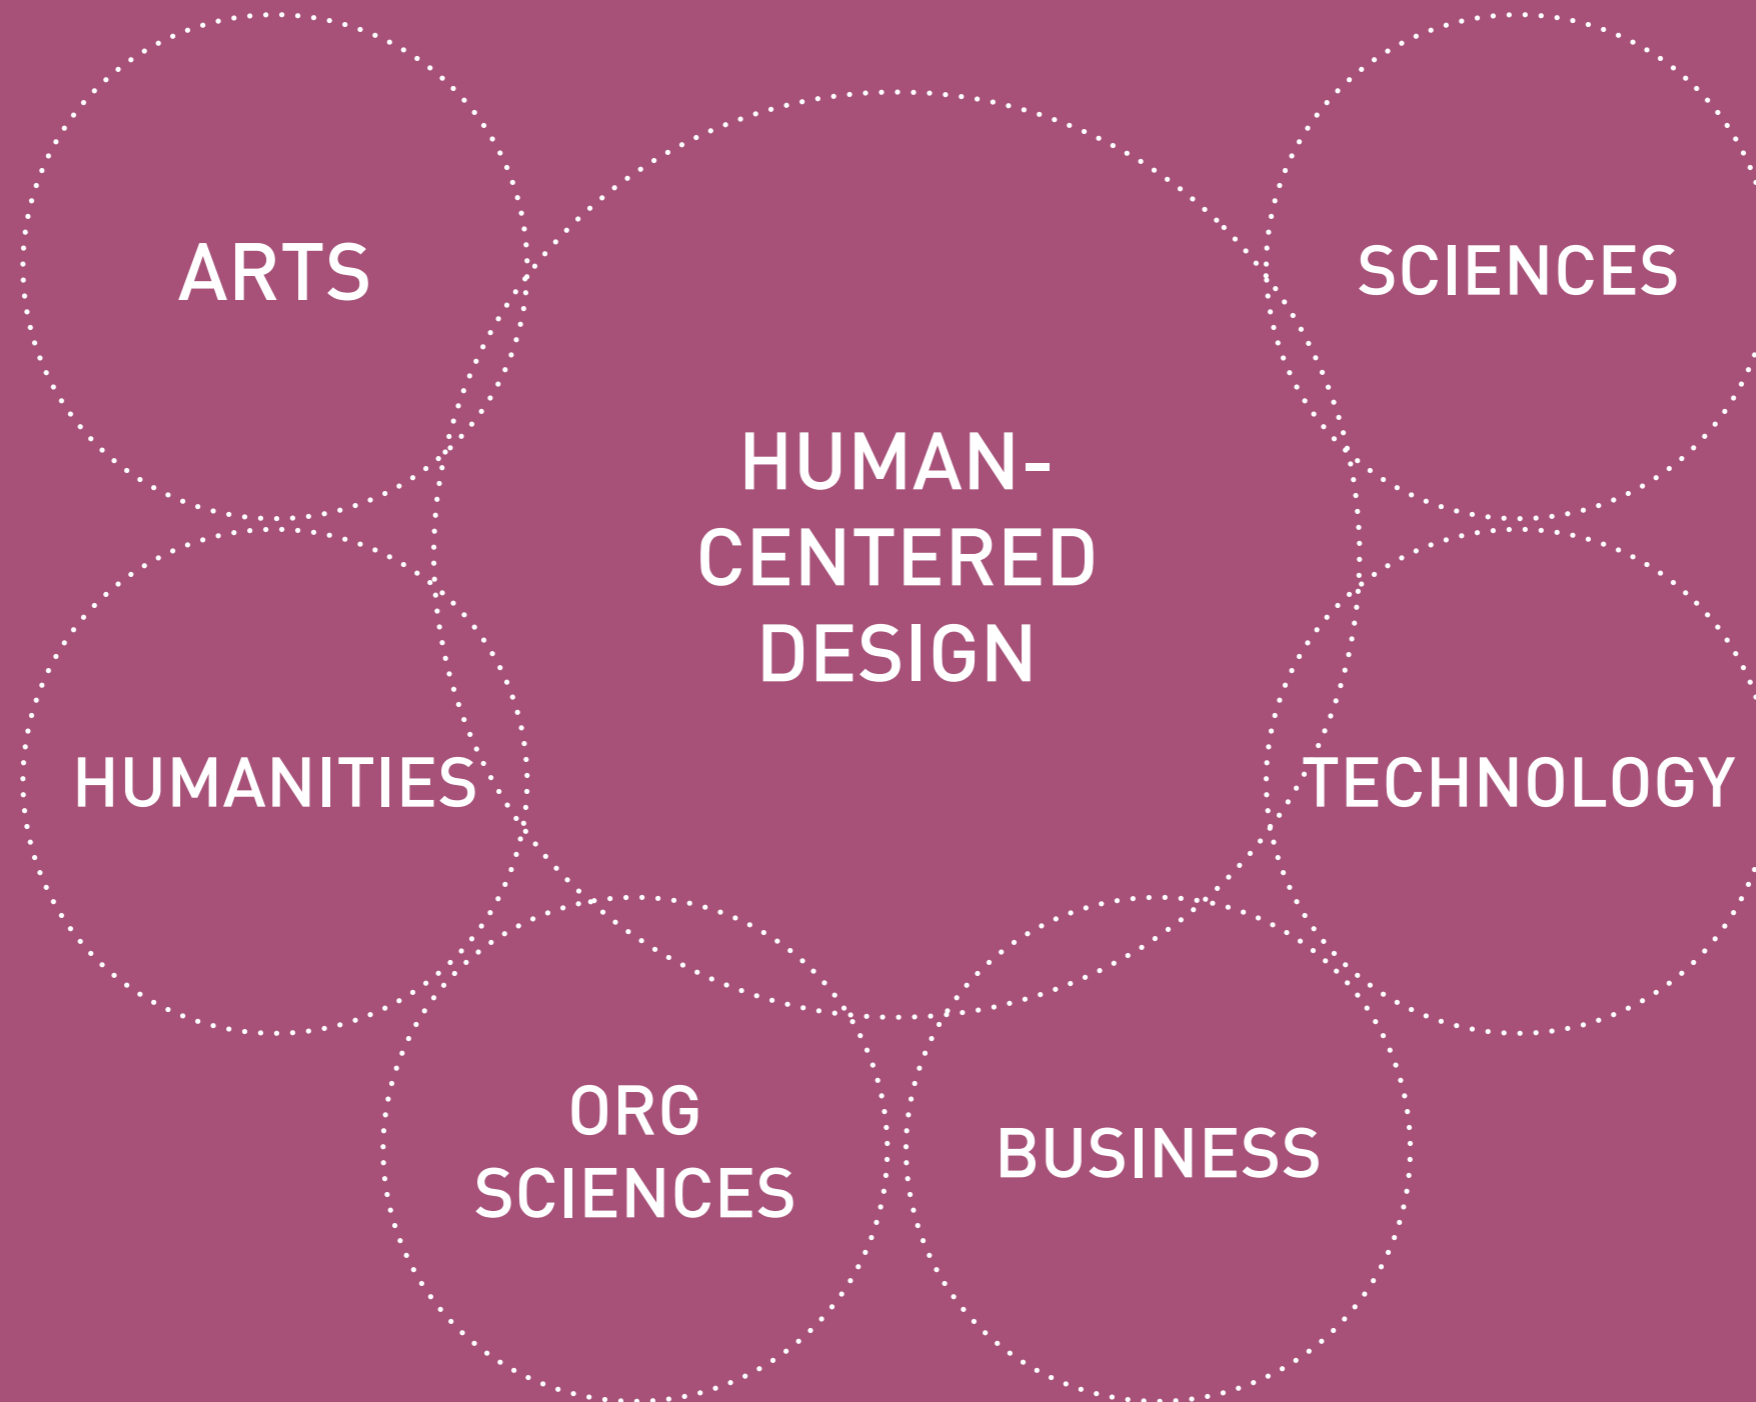 ARTS
SCIENCES
HUMAN-
CENTERED
DESIGN
HUMANITIES
TECHNOLOGY
ORG
SCIENCES
BUSINESS